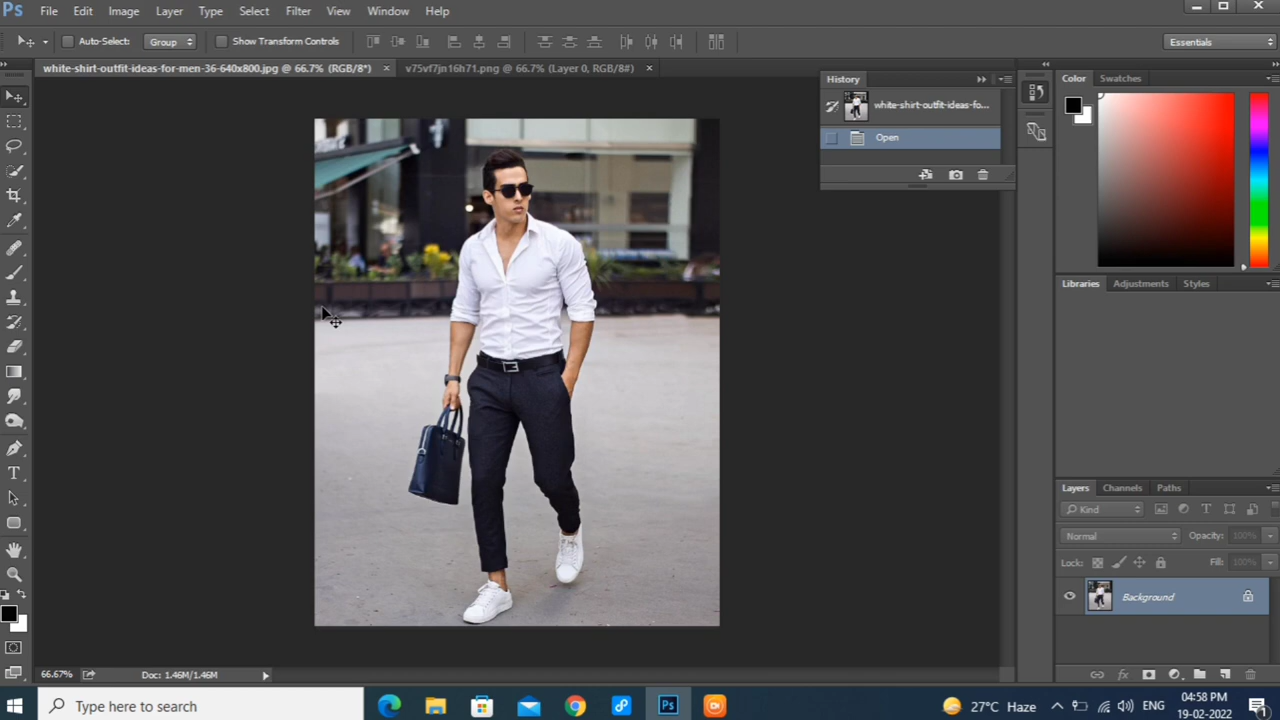 Ps File Edit Image Layer Type Select Filter View Window Help
Auto-Select: Group Show Transform Controls Essentials
white-shirt-outfit-ideas-for-men-36-640x800.jpg @ 66.7% (RGB/8*) × v75vf7jn16h71.png @ 66.7% (Layer 0, RGB/8#) ×
History
white-shirt-outfit-ideas-fo...
Open
Color Swatches
Libraries Adjustments Styles
Layers Channels Paths
Kind
Normal Opacity: 100%
Lock: Fill: 100%
Background
66.67% Doc: 1.46M/1.46M
Type here to search
Ps
27°C Haze
ENG
04:58 PM
19-02-2022
1